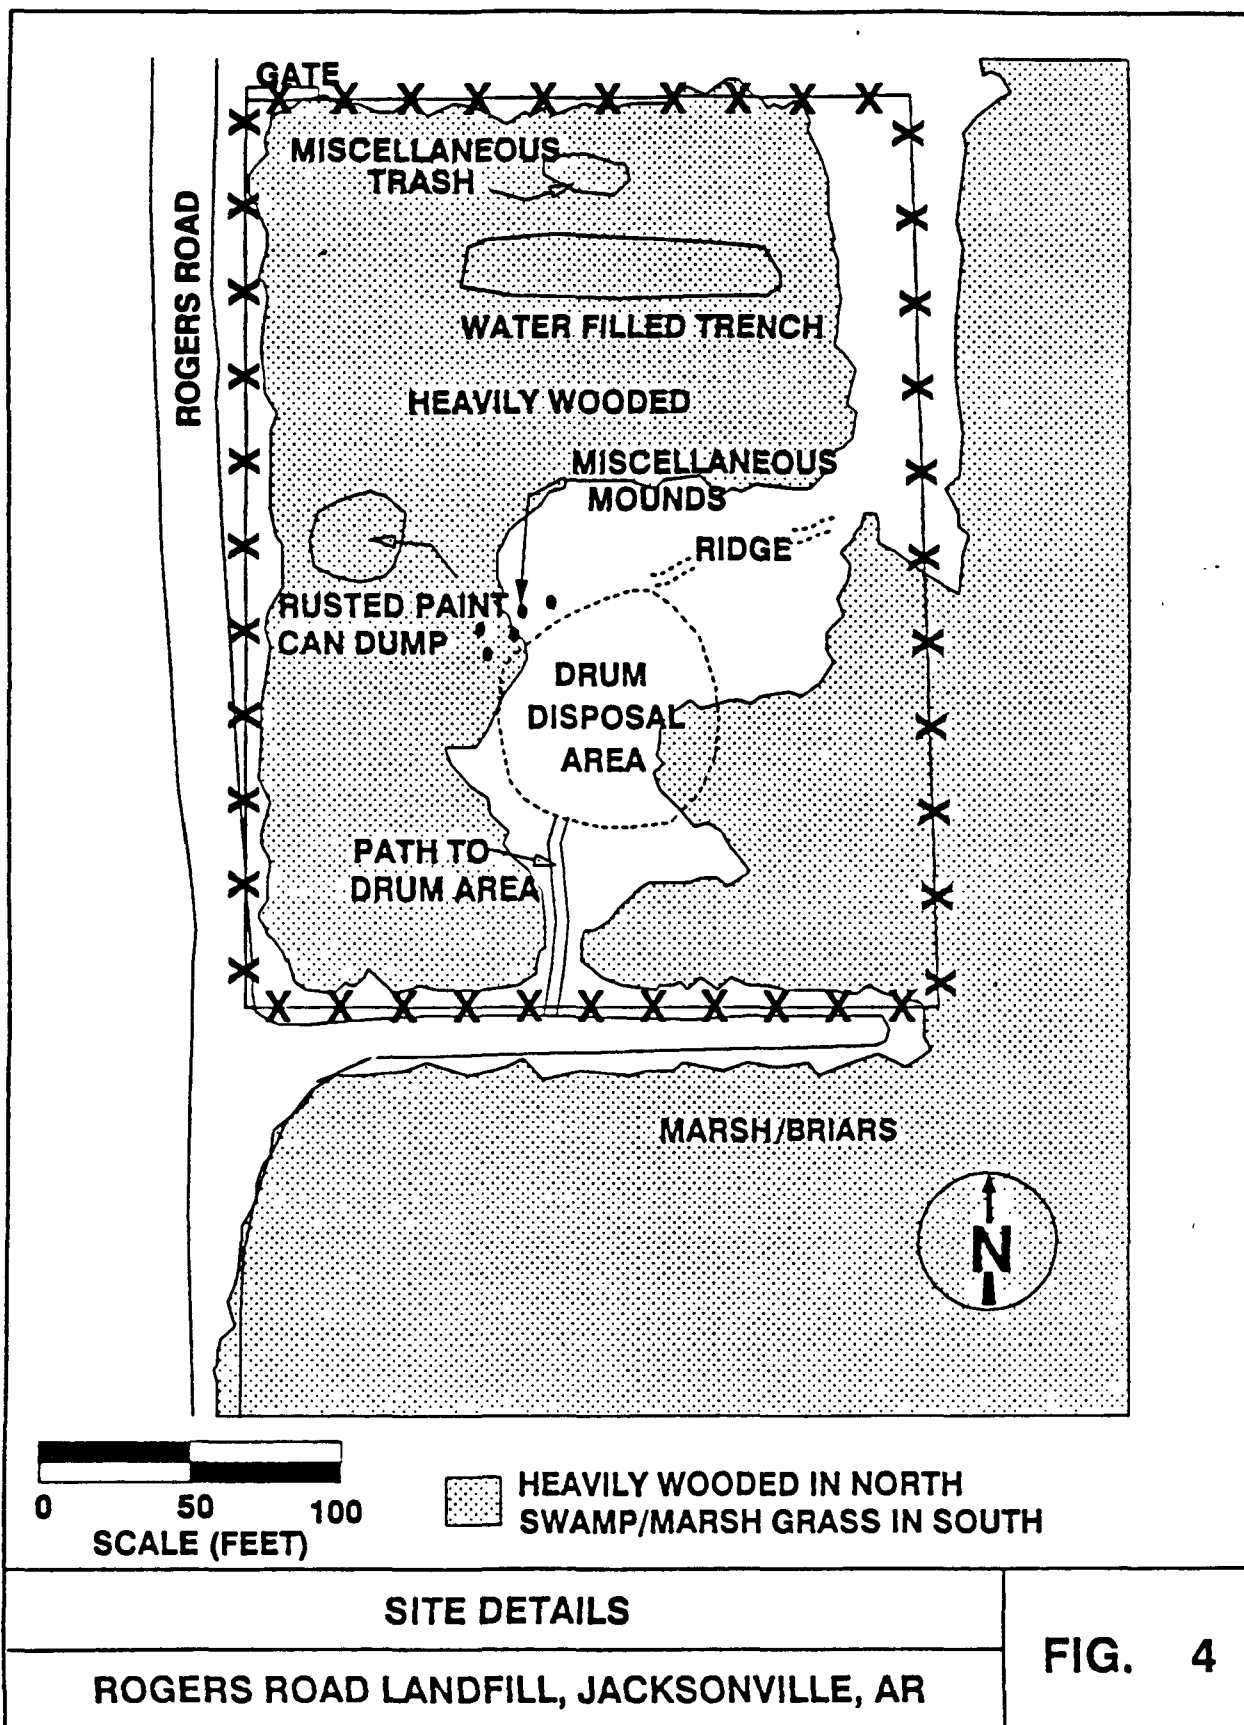 GATE
MISCELLANEOUS
TRASH
ROGERS ROAD
WATER FILLED TRENCH
HEAVILY WOODED
MISCELLANEOUS
MOUNDS
RIDGE
RUSTED PAINT
CAN DUMP
DRUM
DISPOSAL
AREA
PATH TO
DRUM AREA
MARSH/BRIARS
N
0 50 100
SCALE (FEET)
HEAVILY WOODED IN NORTH
SWAMP/MARSH GRASS IN SOUTH
SITE DETAILS
FIG. 4
ROGERS ROAD LANDFILL, JACKSONVILLE, AR